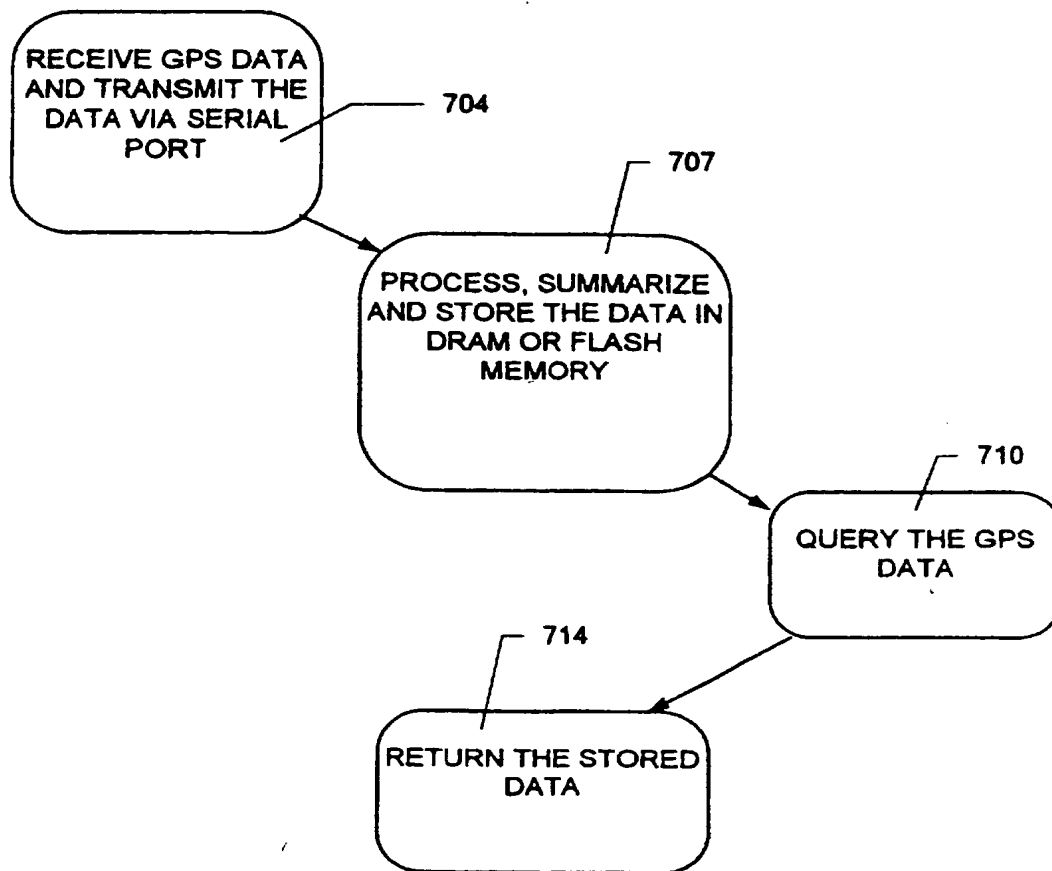 RECEIVE GPS DATA
AND TRANSMIT THE
DATA VIA SERIAL
PORT
704
707
PROCESS, SUMMARIZE
AND STORE THE DATA IN
DRAM OR FLASH
MEMORY
710
QUERY THE GPS
DATA
714
RETURN THE STORED
DATA